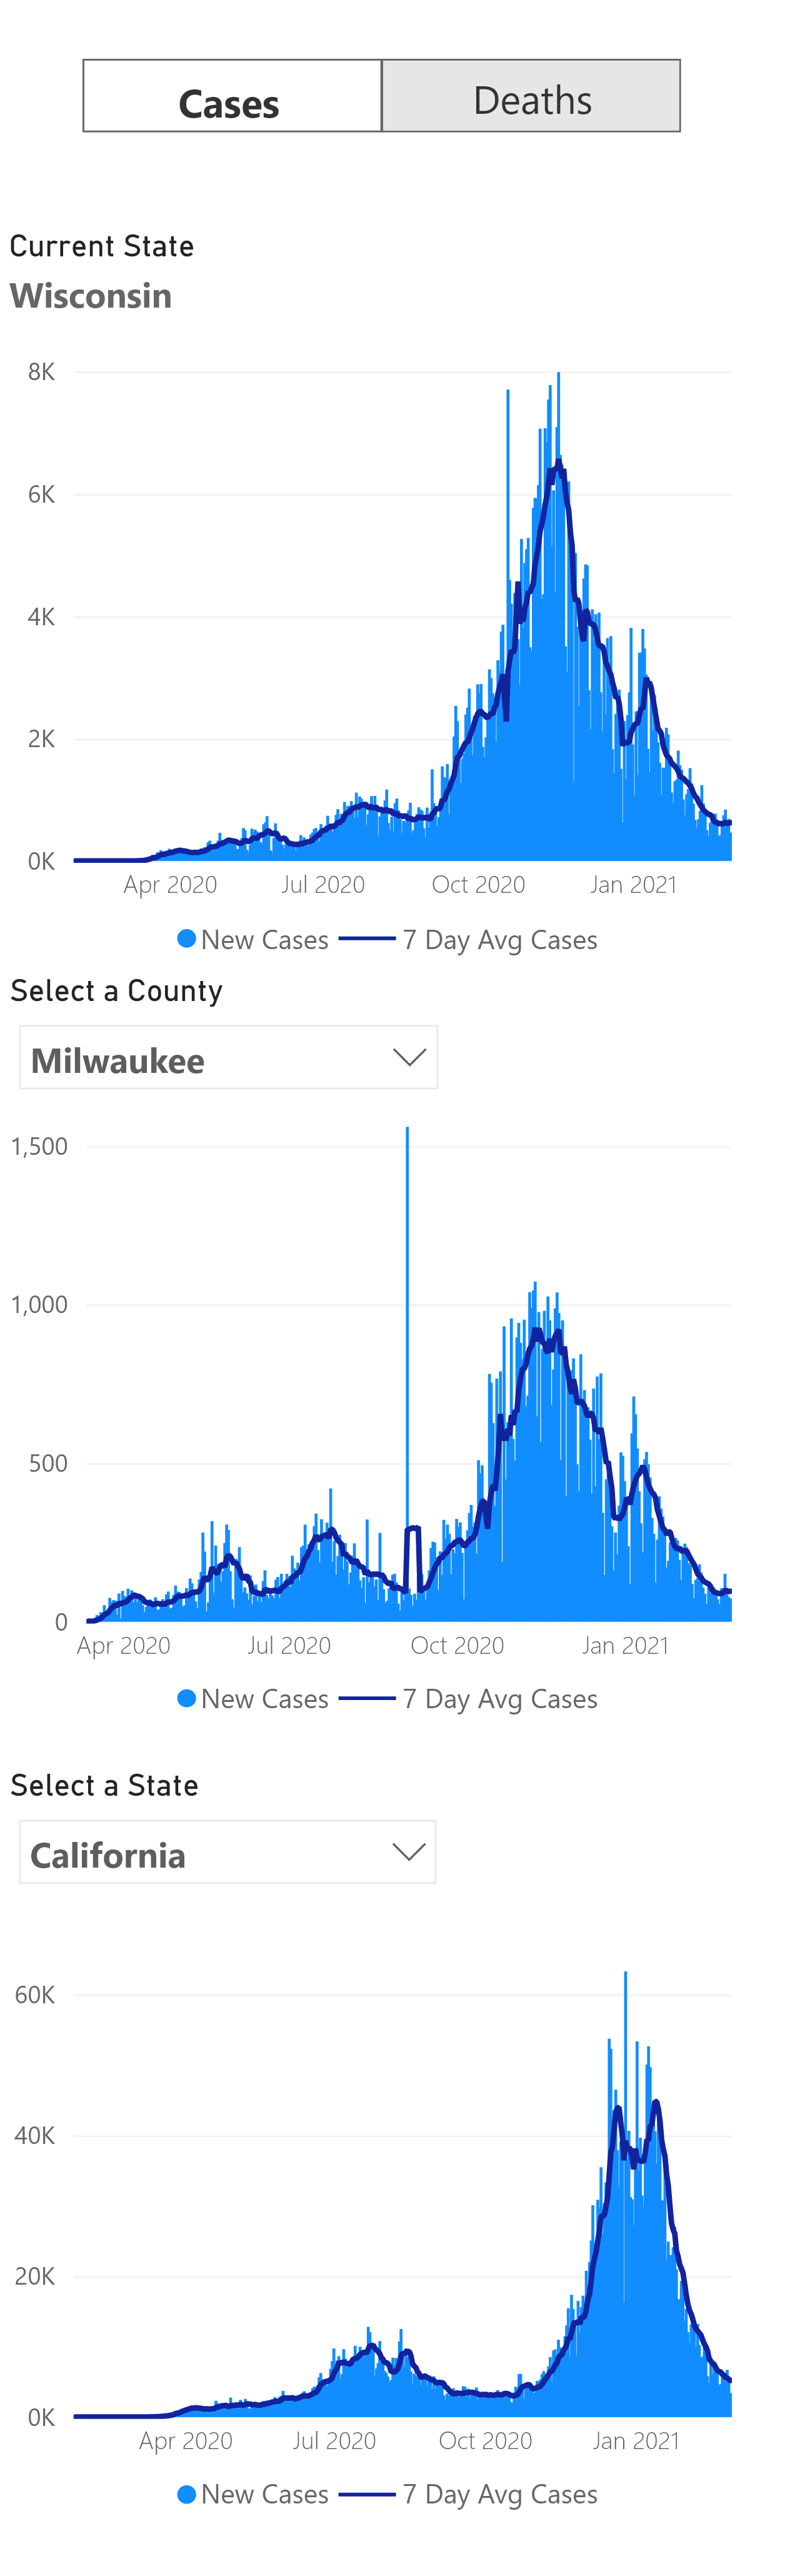 Cases Deaths
Current State
Wisconsin
8K
6K
4K
2K
0K
Apr 2020 Jul 2020 Oct 2020 Jan 2021
New Cases 7 Day Avg Cases
Select a County
Milwaukee
1,500
1,000
500
0
Apr 2020 Jul 2020 Oct 2020 Jan 2021
New Cases 7 Day Avg Cases
Select a State
California
60K
40K
20K
0K
Apr 2020 Jul 2020 Oct 2020 Jan 2021
New Cases 7 Day Avg Cases